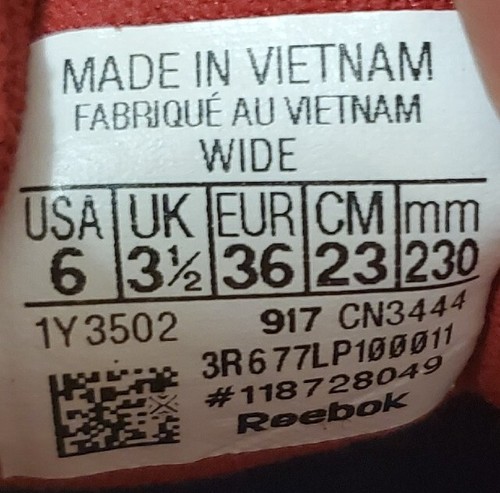 MADE IN VIETNAM
FABRIQUÉ AU VIETNAM
WIDE
USA UK EUR CM mm
6 3½ 36 23 230
1Y3502 917 CN3444
3R677LP100011
#118728049
Reebok